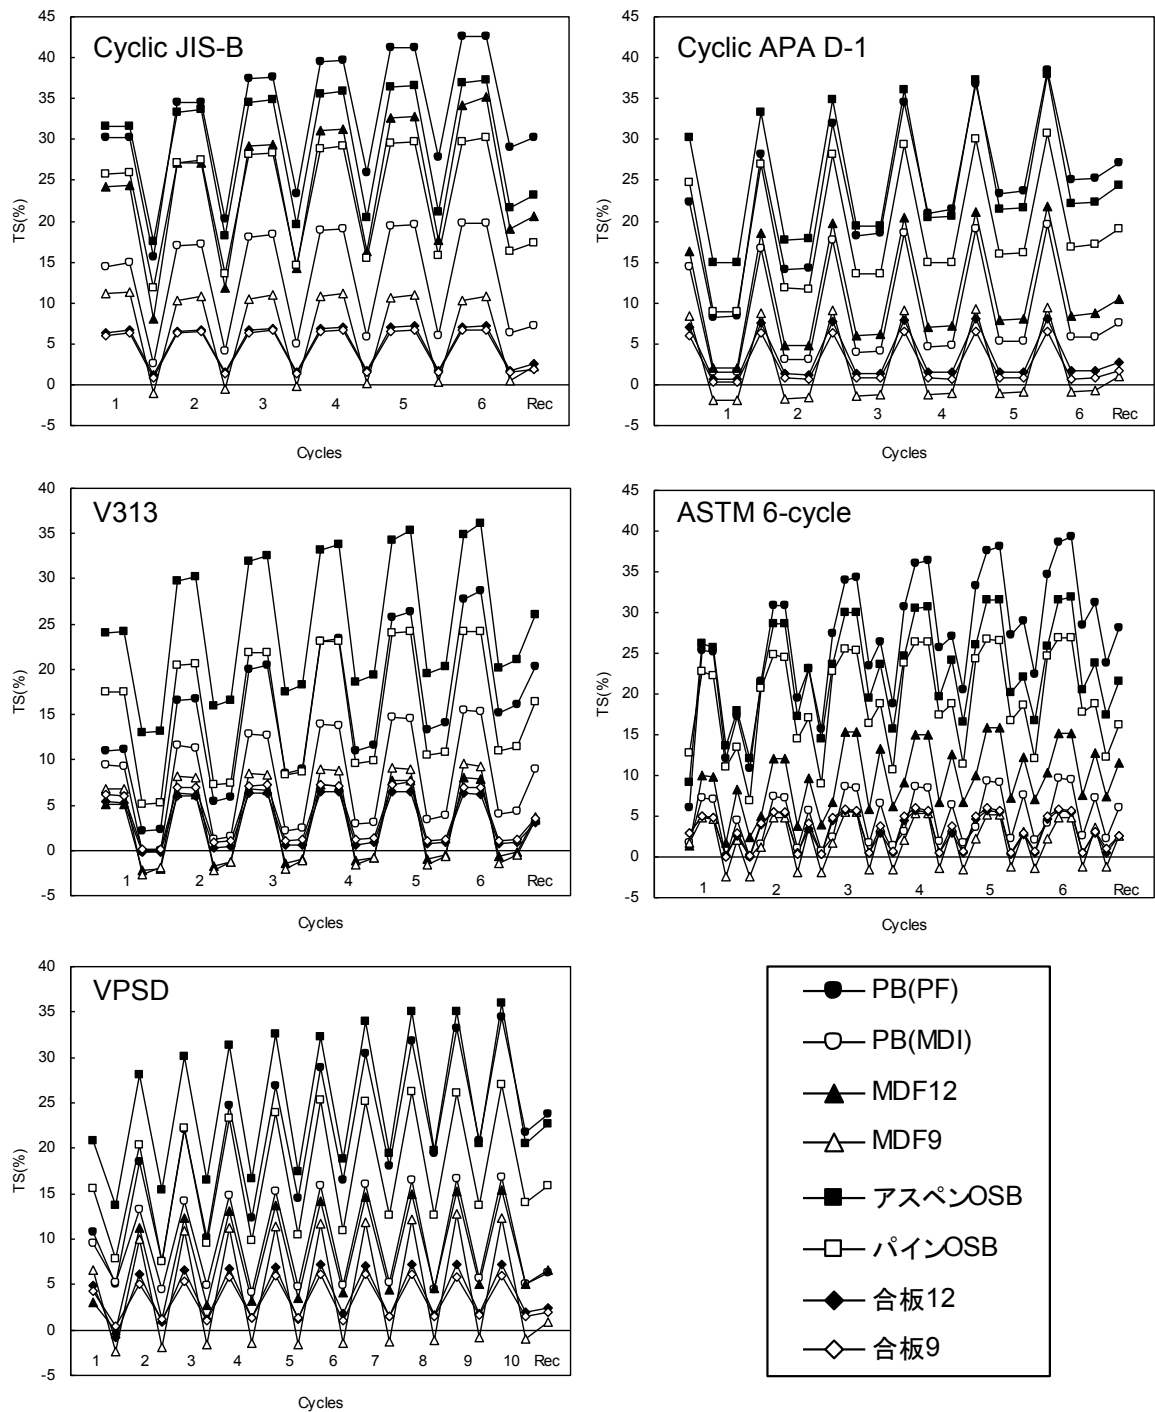 Cyclic JIS-B
TS(%)
45
40
35
30
25
20
15
10
5
0
-5
1 2 3 4 5 6 Rec
Cycles
Cyclic APA D-1
TS(%)
45
40
35
30
25
20
15
10
5
0
-5
1 2 3 4 5 6 Rec
Cycles
V313
TS(%)
40
35
30
25
20
15
10
5
0
-5
1 2 3 4 5 6 Rec
Cycles
ASTM 6-cycle
TS(%)
45
40
35
30
25
20
15
10
5
0
-5
1 2 3 4 5 6 Rec
Cycles
VPSD
TS(%)
40
35
30
25
20
15
10
5
0
-5
1 2 3 4 5 6 7 8 9 10 Rec
Cycles
PB(PF)
PB(MDI)
MDF12
MDF9
アスペンOSB
パインOSB
合板12
合板9